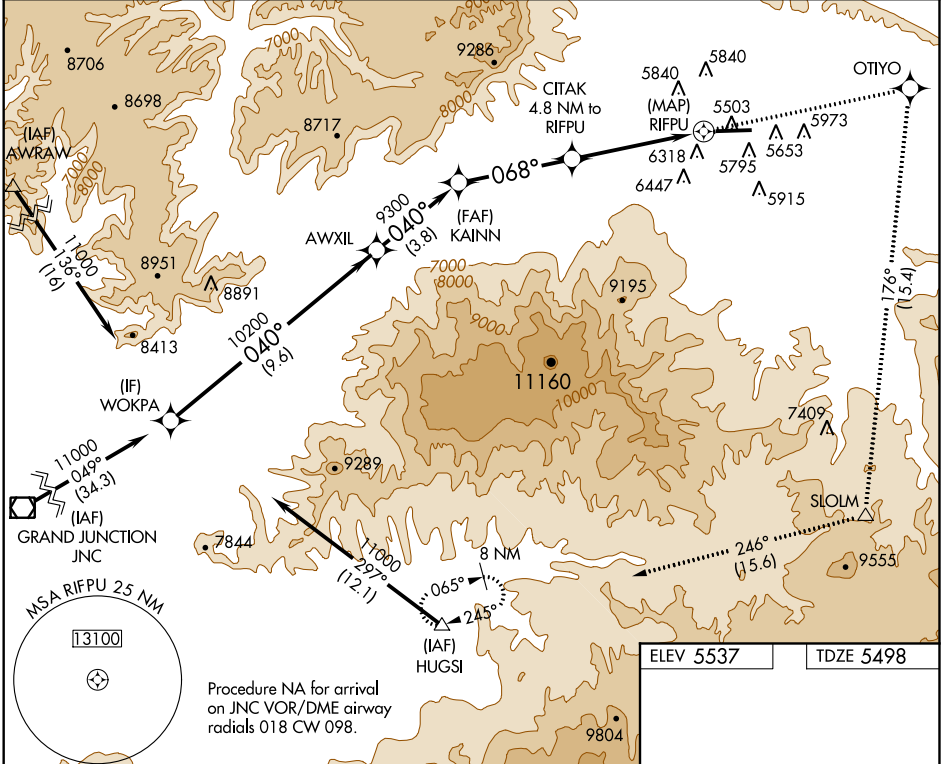 9000
7000
8706
9286
8698
8000
8717
CITAK
4.8 NM to
RIFPU
5840
5840
OTIYO
(MAP)
RIFPU
5503
5973
5653
5795
6318
6447
5915
(IAF)
AWRAW
7000
8000
068°
9300
040°
(3.8)
(FAF)
KAINN
AWXIL
11000
136°
(16)
8951
8891
8413
7000
8000
9000
9195
176°
(15.4)
10200
040°
(9.6)
11160
10000
(IF)
WOKPA
7409
11000
049°
(34.3)
9289
(IAF)
GRAND JUNCTION
JNC
SLOLM
7844
11000
297°
(12.1)
8 NM
065°
245°
246°
(15.6)
9555
(IAF)
HUGSI
MSA RIFPU 25 NM
13100
Procedure NA for arrival
on JNC VOR/DME airway
radials 018 CW 098.
ELEV 5537
TDZE 5498
9804